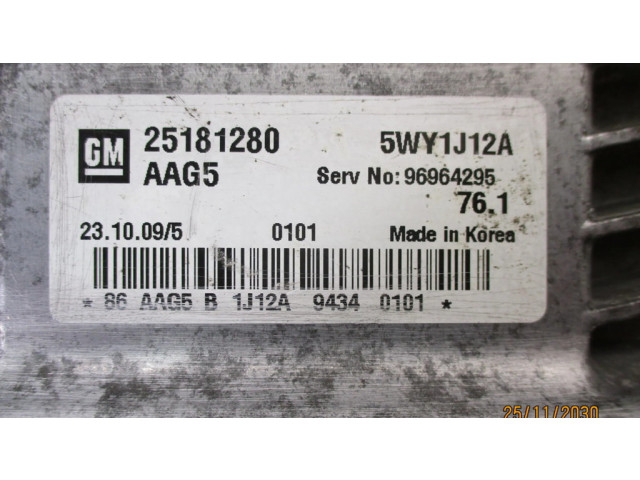 GM 25181280 5WY1J12A
AAG5 Serv No: 96964295
76.1
23.10.09/5 0101 Made in Korea
* 86 AAG5 B 1J12A 9434 0101 *
25/11/2030